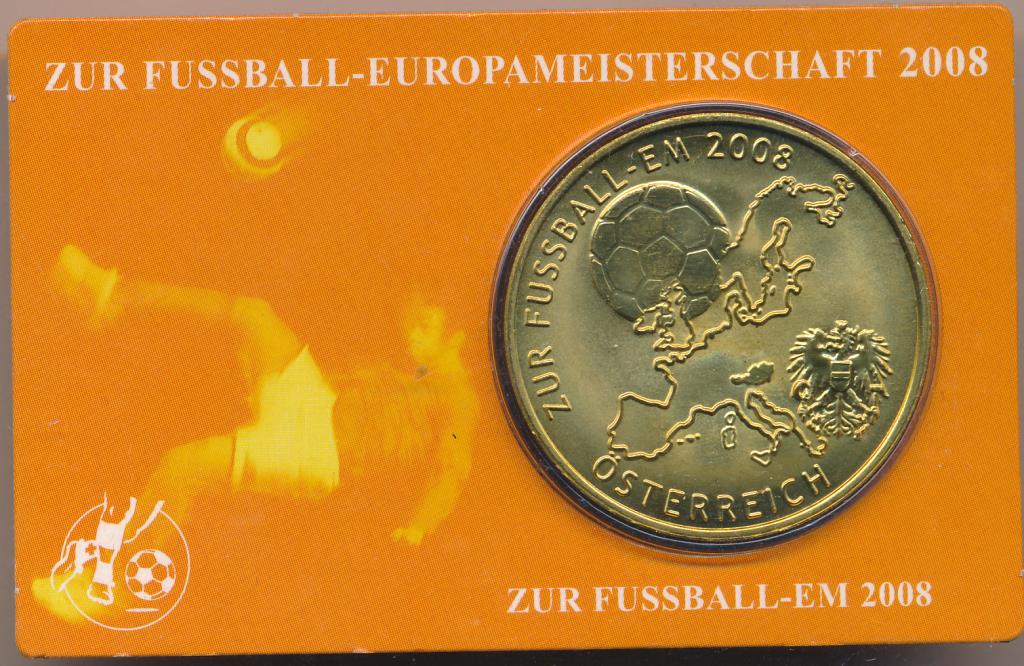 ZUR FUSSBALL-EUROPAMEISTERSCHAFT 2008
ZUR FUSSBALL-EM 2008
ÖSTERREICH
ZUR FUSSBALL-EM 2008